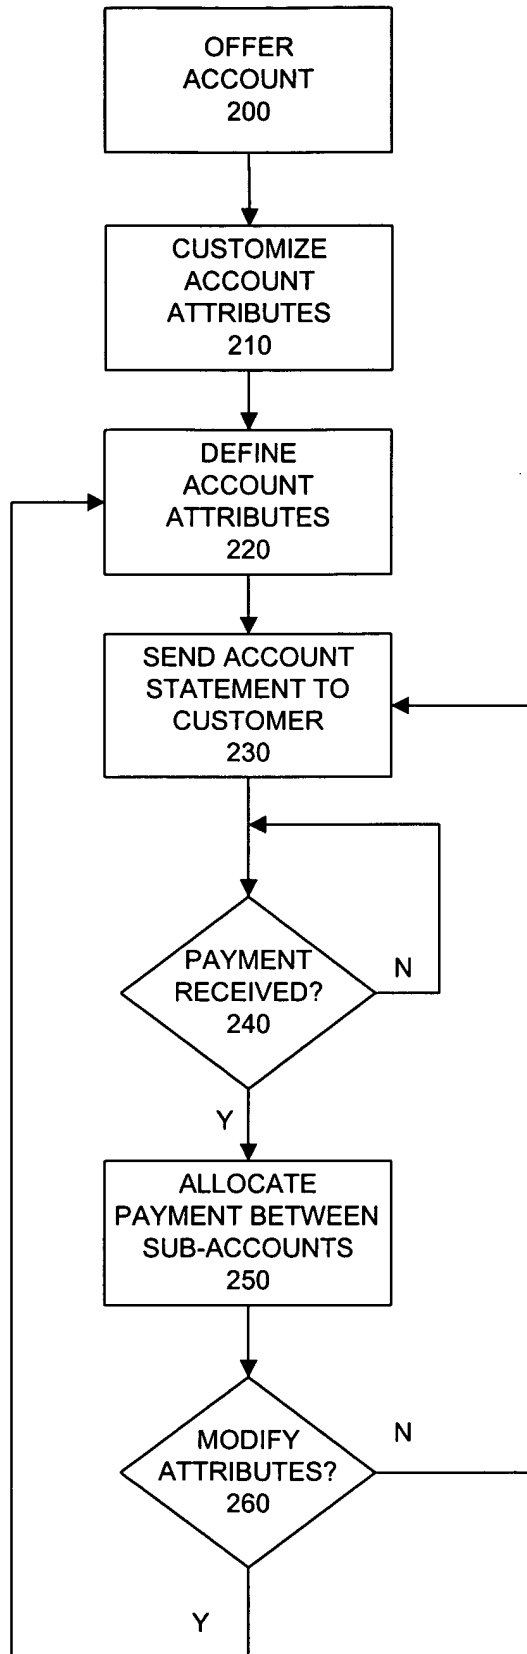 OFFER
ACCOUNT
200
CUSTOMIZE
ACCOUNT
ATTRIBUTES
210
DEFINE
ACCOUNT
ATTRIBUTES
220
SEND ACCOUNT
STATEMENT TO
CUSTOMER
230
PAYMENT
RECEIVED?
240
N
Y
ALLOCATE
PAYMENT BETWEEN
SUB-ACCOUNTS
250
MODIFY
ATTRIBUTES?
260
N
Y